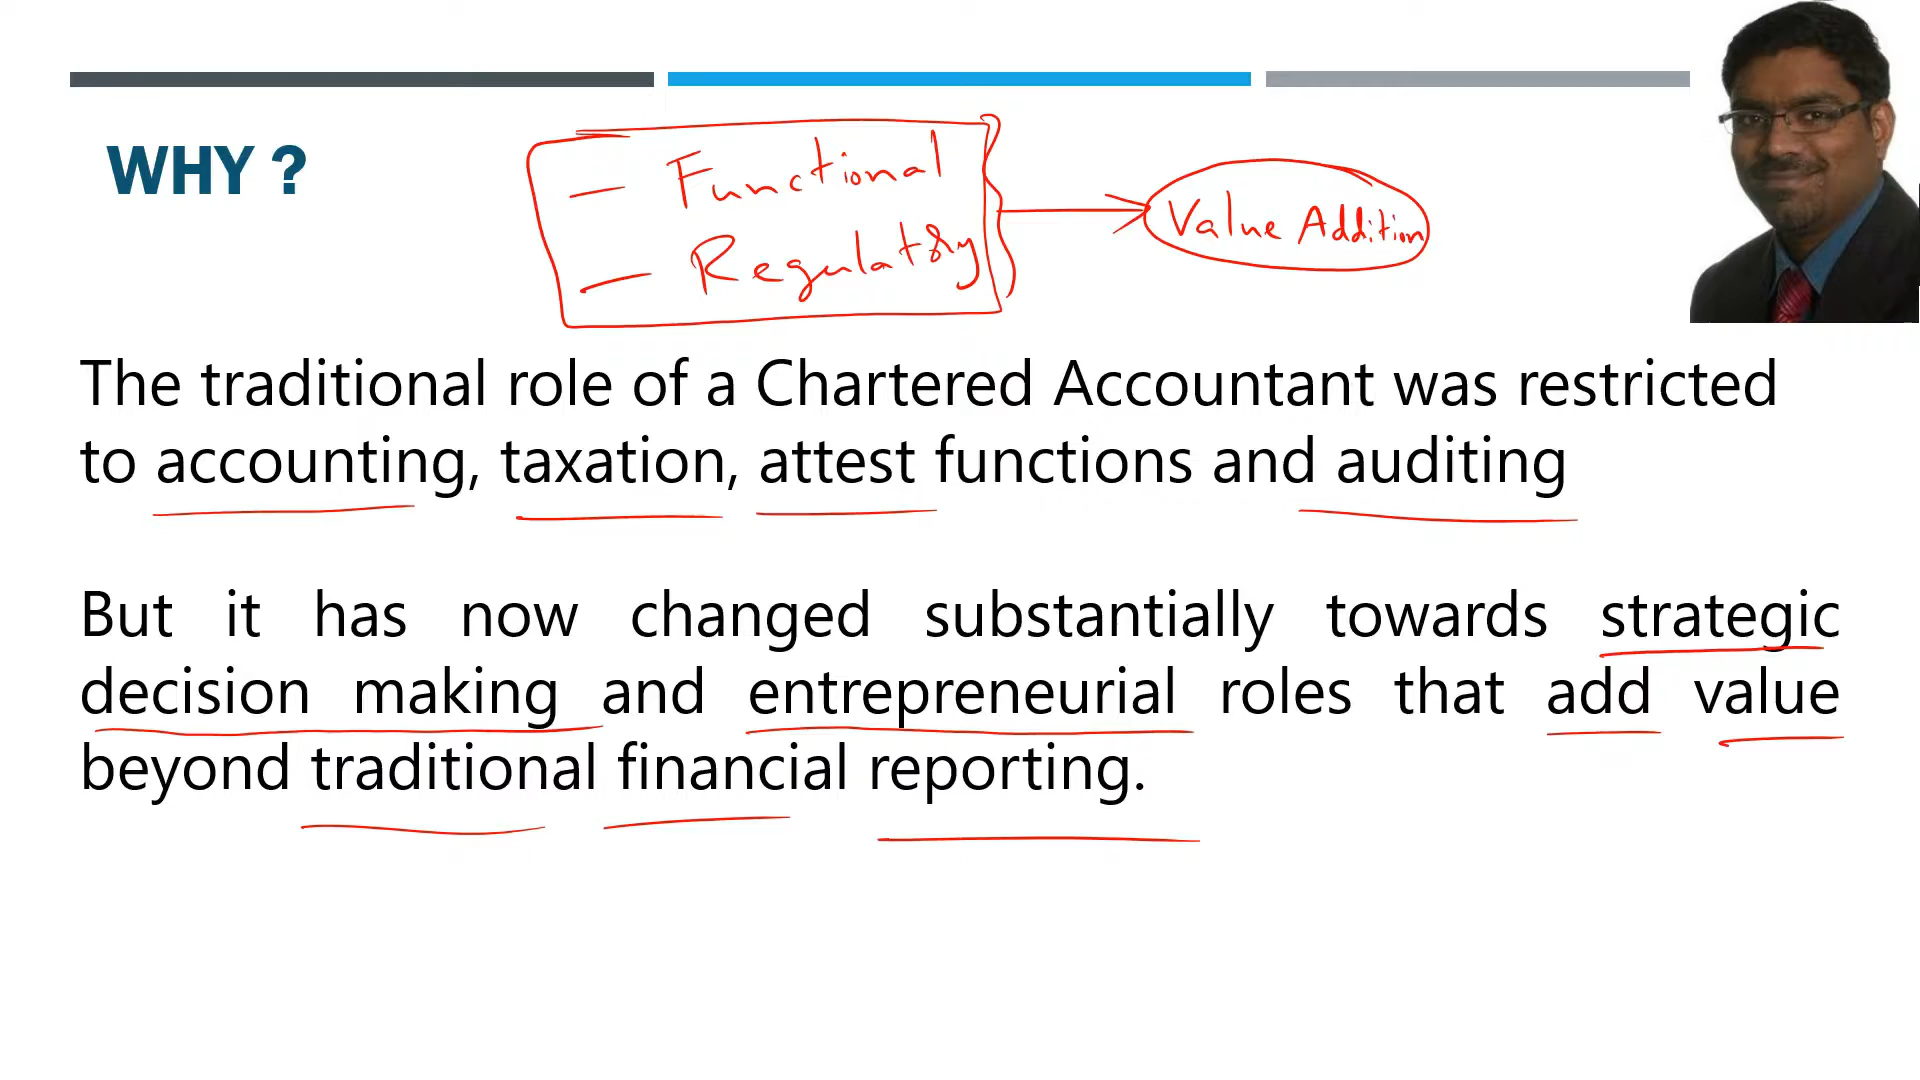 WHY ?
— Functional
— Regulatory
Value Addition
The traditional role of a Chartered Accountant was restricted
to accounting, taxation, attest functions and auditing
But it has now changed substantially towards strategic
decision making and entrepreneurial roles that add value
beyond traditional financial reporting.